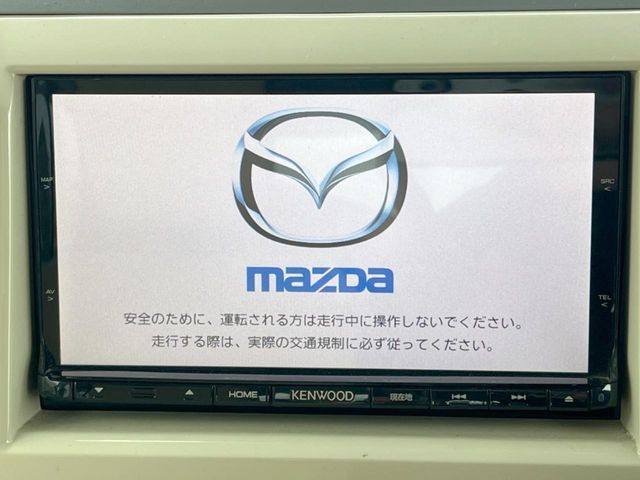 MAP
SRC
mazda
AV
TEL
安全のために、運転される方は走行中に操作しないでください。
走行する際は、実際の交通規制に必ず従ってください。
HOME
KENWOOD
現在地